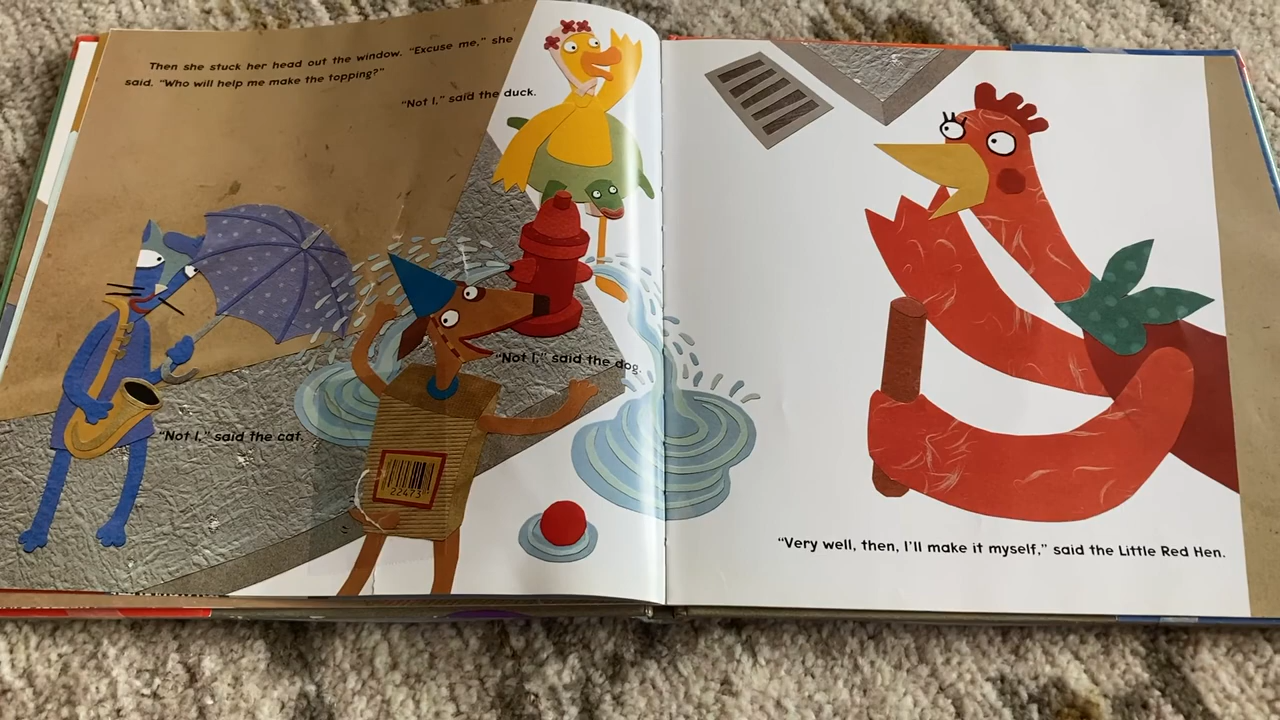 Then she stuck her head out the window. “Excuse me,” she
said. “Who will help me make the topping?”
“Not I,” said the duck.
“Not I,” said the dog.
“Not I,” said the cat.
22473
“Very well, then, I’ll make it myself,” said the Little Red Hen.